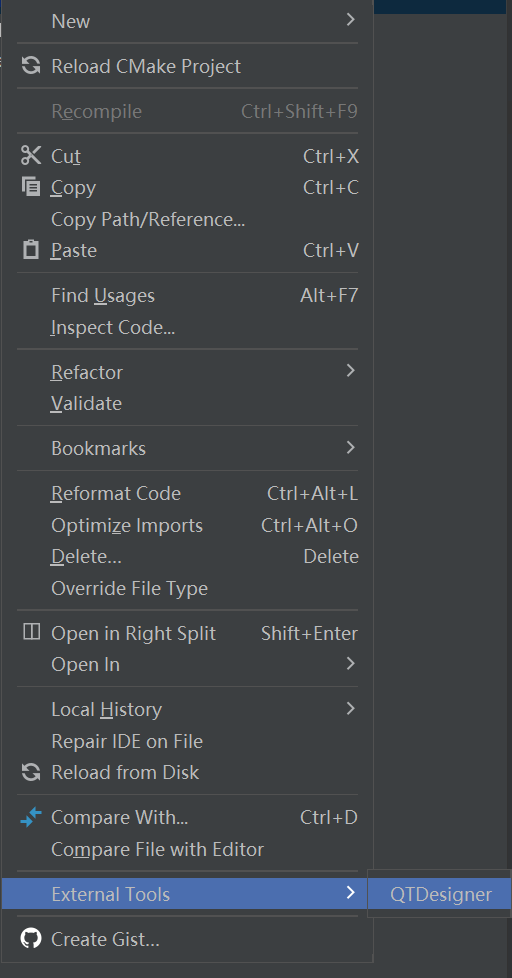 New
Reload CMake Project
Recompile Ctrl+Shift+F9
Cut Ctrl+X
Copy Ctrl+C
Copy Path/Reference...
Paste Ctrl+V
Find Usages Alt+F7
Inspect Code...
Refactor
Validate
Bookmarks
Reformat Code Ctrl+Alt+L
Optimize Imports Ctrl+Alt+O
Delete... Delete
Override File Type
Open in Right Split Shift+Enter
Open In
Local History
Repair IDE on File
Reload from Disk
Compare With... Ctrl+D
Compare File with Editor
External Tools QTDesigner
Create Gist...